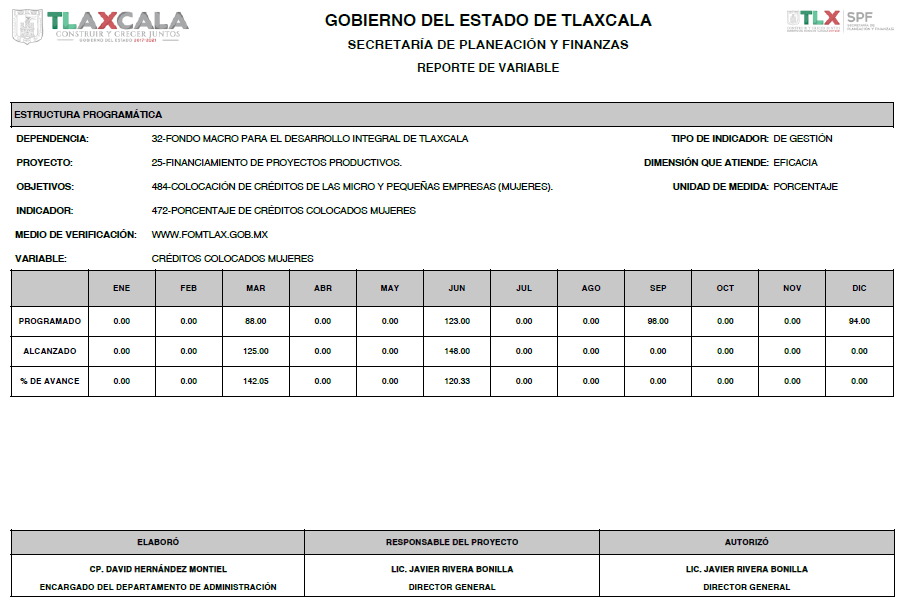 TLAXCALA
CONSTRUIR Y CRECER JUNTOS
GOBIERNO DEL ESTADO 2017-2021
GOBIERNO DEL ESTADO DE TLAXCALA
SECRETARÍA DE PLANEACIÓN Y FINANZAS
REPORTE DE VARIABLE
TLX SPF
SECRETARÍA DE
PLANEACIÓN Y FINANZAS
ESTRUCTURA PROGRAMÁTICA
DEPENDENCIA: 32-FONDO MACRO PARA EL DESARROLLO INTEGRAL DE TLAXCALA TIPO DE INDICADOR: DE GESTIÓN
PROYECTO: 25-FINANCIAMIENTO DE PROYECTOS PRODUCTIVOS. DIMENSIÓN QUE ATIENDE: EFICACIA
OBJETIVOS: 484-COLOCACIÓN DE CRÉDITOS DE LAS MICRO Y PEQUEÑAS EMPRESAS (MUJERES). UNIDAD DE MEDIDA: PORCENTAJE
INDICADOR: 472-PORCENTAJE DE CRÉDITOS COLOCADOS MUJERES
MEDIO DE VERIFICACIÓN: WWW.FOMTLAX.GOB.MX
VARIABLE: CRÉDITOS COLOCADOS MUJERES
ENE FEB MAR ABR MAY JUN JUL AGO SEP OCT NOV DIC
PROGRAMADO 0.00 0.00 88.00 0.00 0.00 123.00 0.00 0.00 98.00 0.00 0.00 94.00
ALCANZADO 0.00 0.00 125.00 0.00 0.00 148.00 0.00 0.00 0.00 0.00 0.00 0.00
% DE AVANCE 0.00 0.00 142.05 0.00 0.00 120.33 0.00 0.00 0.00 0.00 0.00 0.00
ELABORÓ RESPONSABLE DEL PROYECTO AUTORIZÓ
CP. DAVID HERNÁNDEZ MONTIEL LIC. JAVIER RIVERA BONILLA LIC. JAVIER RIVERA BONILLA
ENCARGADO DEL DEPARTAMENTO DE ADMINISTRACIÓN DIRECTOR GENERAL DIRECTOR GENERAL